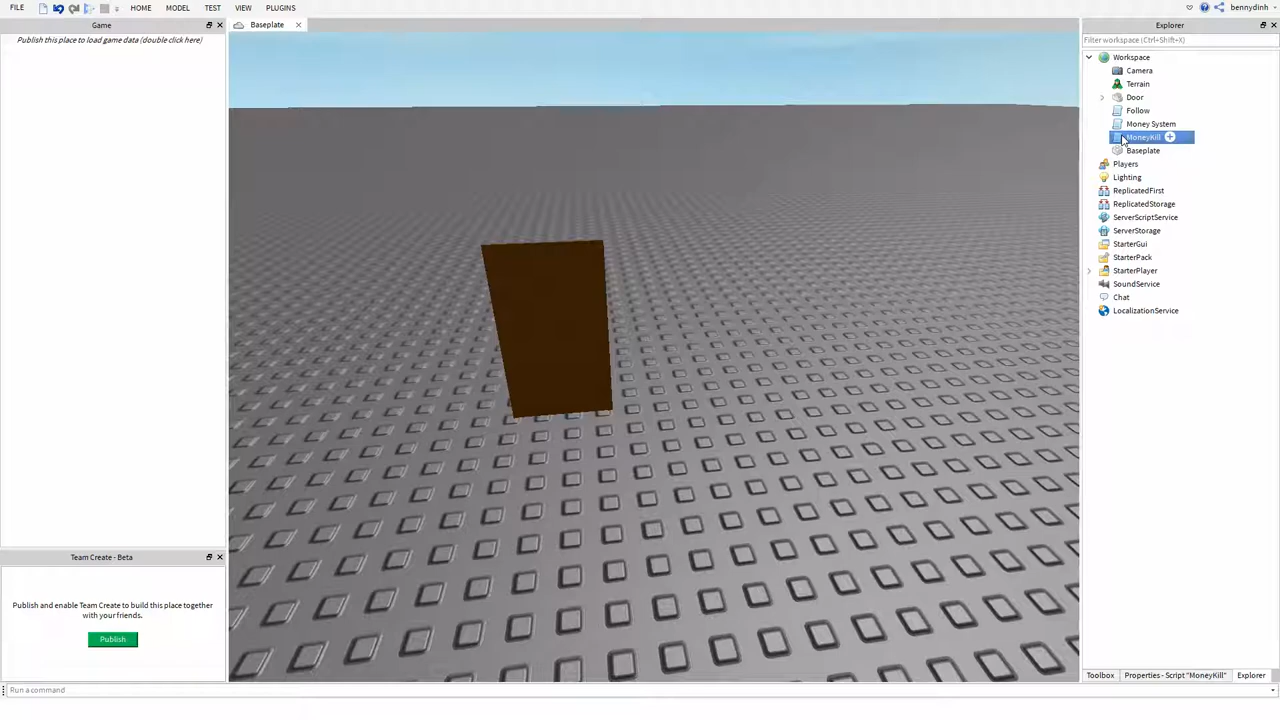 FILE HOME MODEL TEST VIEW PLUGINS bennydinh
Game
Publish this place to load game data (double click here)
Baseplate
Explorer
Filter workspace (Ctrl+Shift+X)
Workspace
Camera
Terrain
Door
Follow
Money System
MoneyKill
Baseplate
Players
Lighting
ReplicatedFirst
ReplicatedStorage
ServerScriptService
ServerStorage
StarterGui
StarterPack
StarterPlayer
SoundService
Chat
LocalizationService
Team Create - Beta
Publish and enable Team Create to build this place together
with your friends.
Publish
Toolbox Properties - Script "MoneyKill" Explorer
Run a command